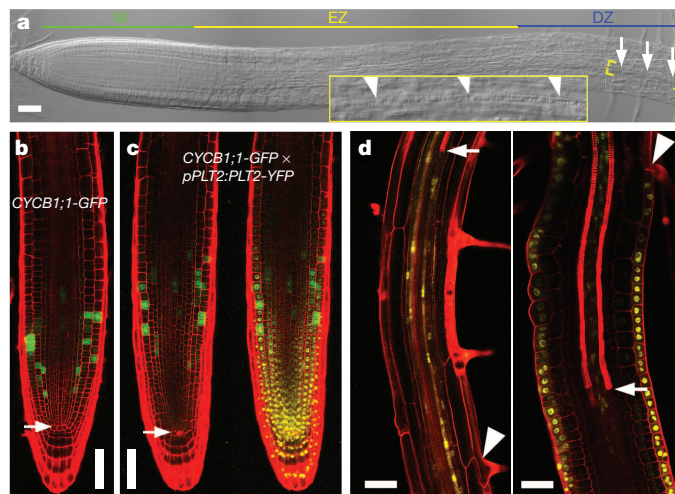 M EZ DZ
a
b c d
CYCB1;1-GFP
CYCB1;1-GFP ×
pPLT2:PLT2-YFP